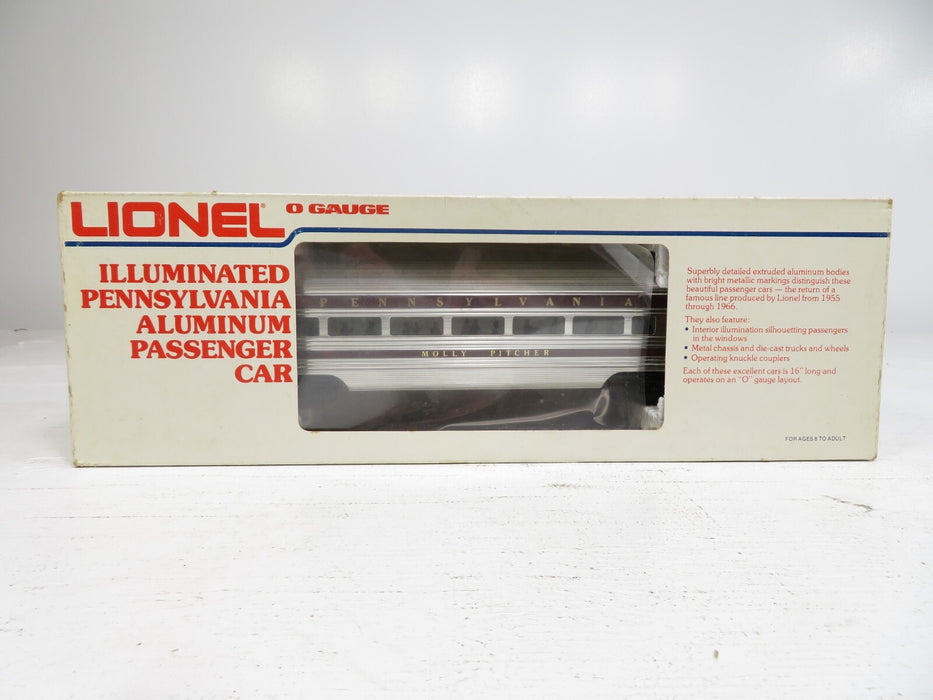 LIONEL® O GAUGE
ILLUMINATED
PENNSYLVANIA
ALUMINUM
PASSENGER
CAR
PENNSYLVANIA
MOLLY PITCHER
Superbly detailed extruded aluminum bodies
with bright metallic markings distinguish these
beautiful passenger cars — the return of a
famous line produced by Lionel from 1955
through 1966.
They also feature:
• Interior illumination silhouetting passengers
in the windows
• Metal chassis and die-cast trucks and wheels
• Operating knuckle couplers
Each of these excellent cars is 16" long and
operates on an "O" gauge layout.
FOR AGES 8 TO ADULT